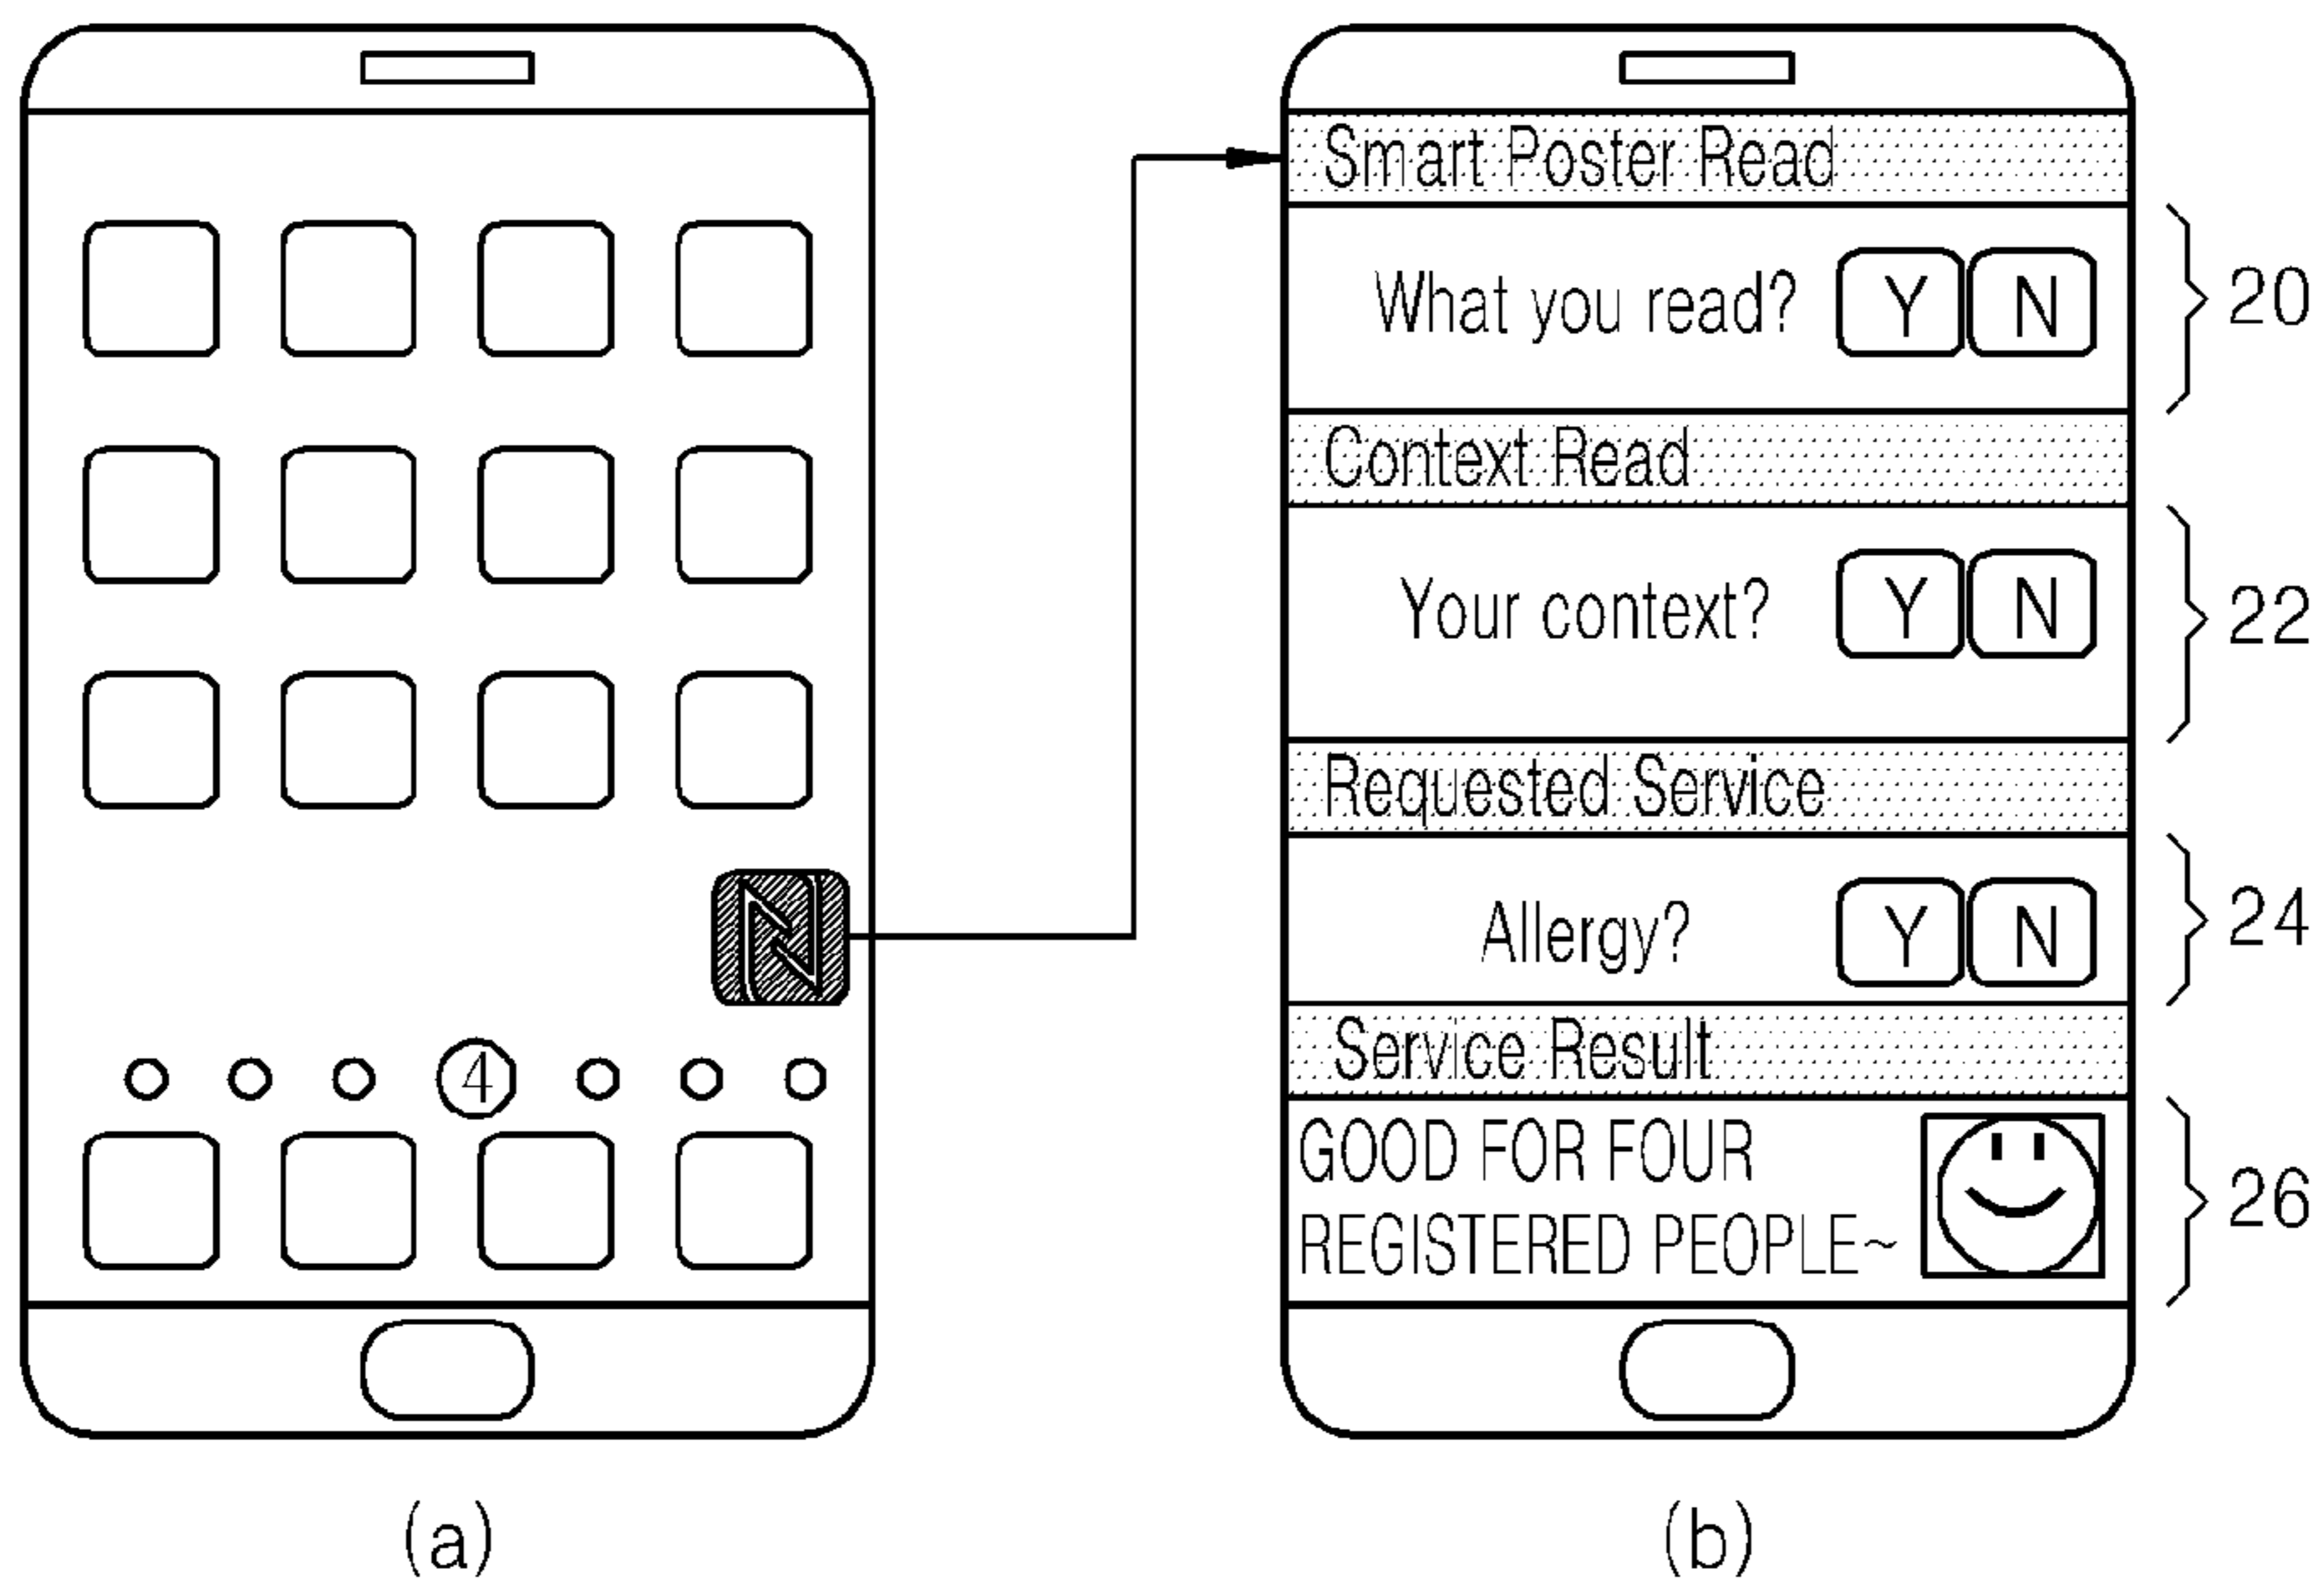 4
(a)
Smart Poster Read
What you read? Y N
20
Context Read
Your context? Y N
22
Requested Service
Allergy? Y N
24
Service Result
GOOD FOR FOUR
REGISTERED PEOPLE~
26
(b)